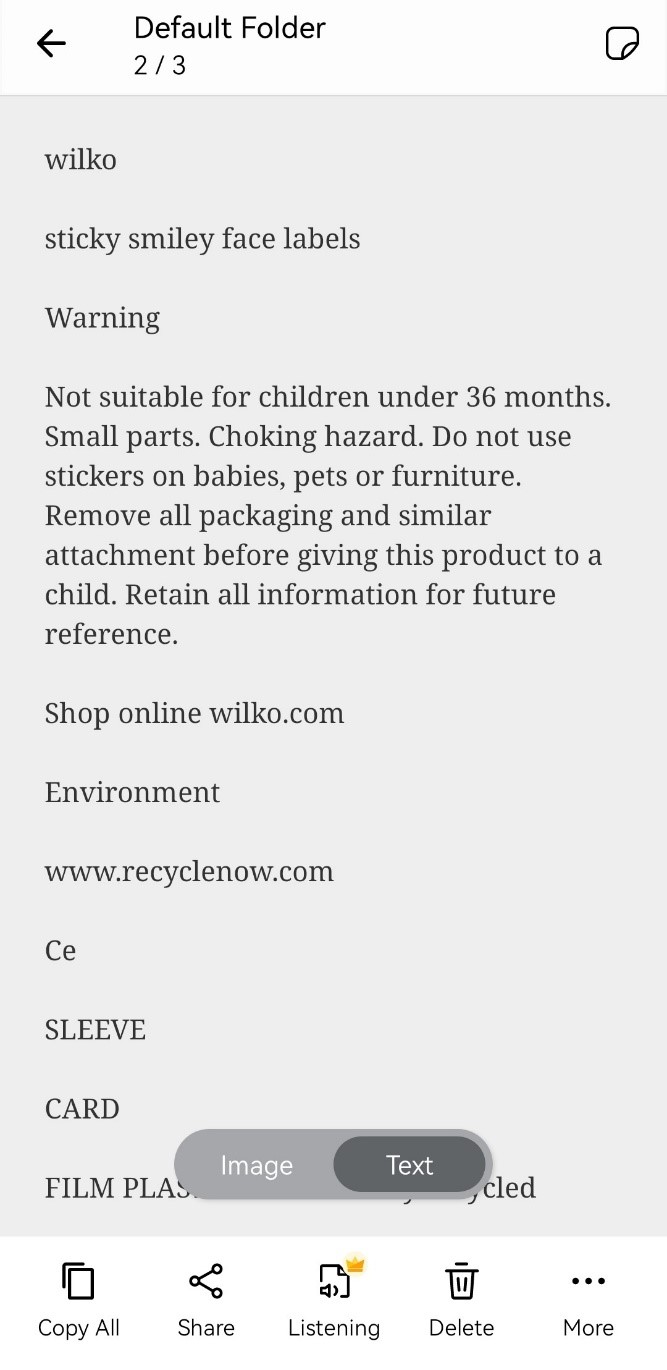 Default Folder
2 / 3
wilko
sticky smiley face labels
Warning
Not suitable for children under 36 months.
Small parts. Choking hazard. Do not use
stickers on babies, pets or furniture.
Remove all packaging and similar
attachment before giving this product to a
child. Retain all information for future
reference.
Shop online wilko.com
Environment
www.recyclenow.com
Ce
SLEEVE
CARD
Image Text
FILM
Copy All Share Listening Delete More